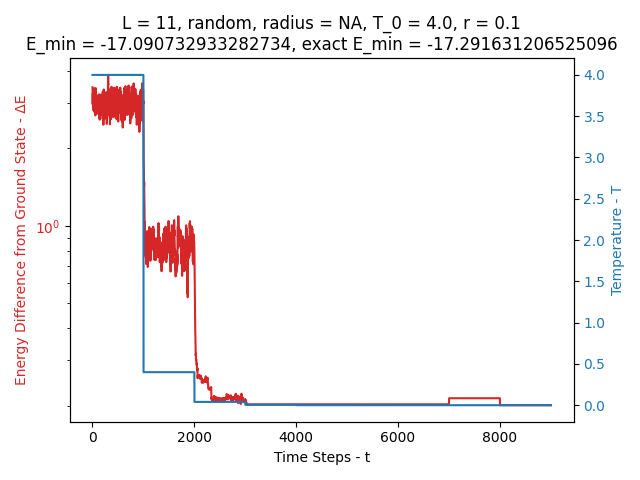 L = 11, random, radius = NA, T_0 = 4.0, r = 0.1
E_min = -17.090732933282734, exact E_min = -17.291631206525096
Energy Difference from Ground State - ΔE
10⁰
4.0
3.5
3.0
2.5
2.0
1.5
1.0
0.5
0.0
Temperature - T
0 2000 4000 6000 8000
Time Steps - t